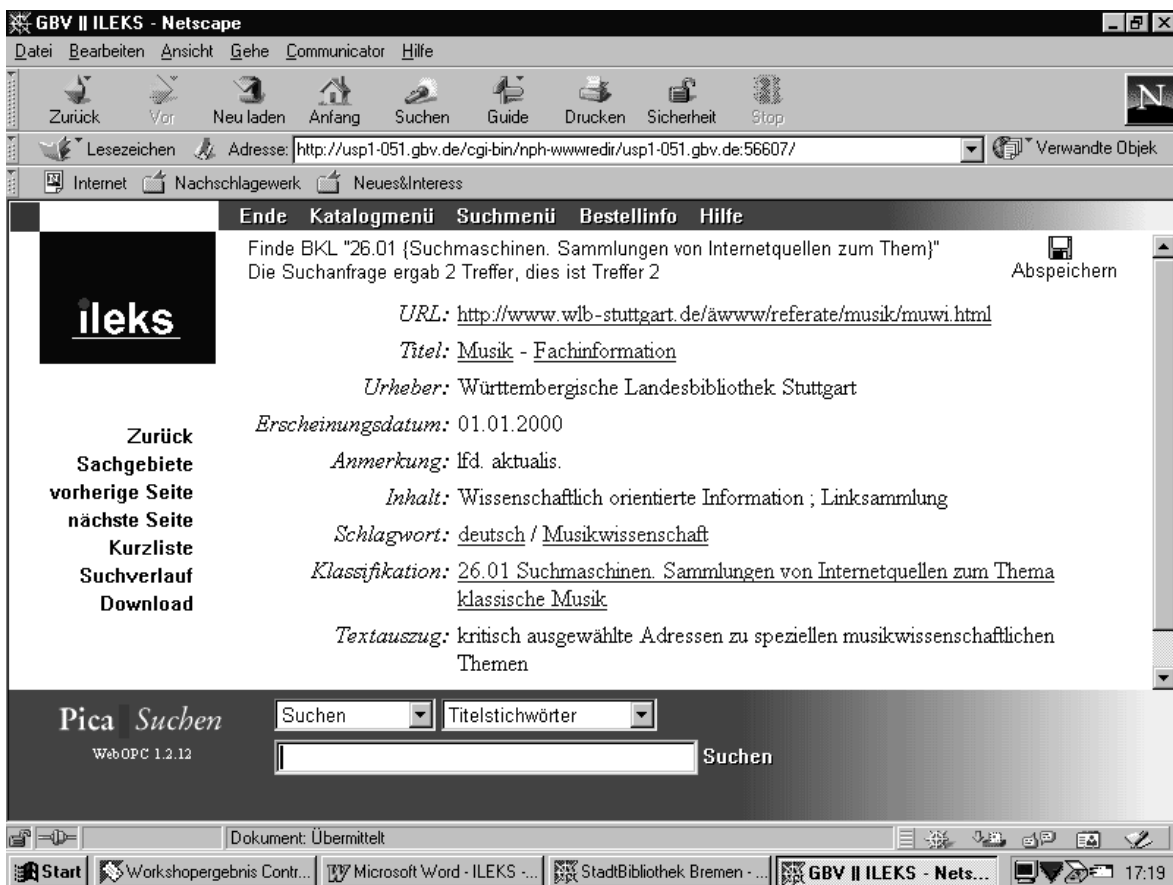 GBV || ILEKS - Netscape
Datei Bearbeiten Ansicht Gehe Communicator Hilfe
Zurück Vor Neu laden Anfang Suchen Guide Drucken Sicherheit Stop
N
Lesezeichen Adresse: http://usp1-051.gbv.de/cgi-bin/nph-wwwredir/usp1-051.gbv.de:56607/ Verwandte Objek
Internet Nachschlagewerk Neues&Interess
Ende Katalogmenü Suchmenü Bestellinfo Hilfe
Finde BKL "26.01 {Suchmaschinen. Sammlungen von Internetquellen zum Them}"
Die Suchanfrage ergab 2 Treffer, dies ist Treffer 2
Abspeichern
ileks
URL: http://www.wlb-stuttgart.de/äwww/referate/musik/muwi.html
Titel: Musik - Fachinformation
Urheber: Württembergische Landesbibliothek Stuttgart
Erscheinungsdatum: 01.01.2000
Anmerkung: lfd. aktualis.
Inhalt: Wissenschaftlich orientierte Information ; Linksammlung
Schlagwort: deutsch / Musikwissenschaft
Klassifikation: 26.01 Suchmaschinen. Sammlungen von Internetquellen zum Thema
klassische Musik
Textauszug: kritisch ausgewählte Adressen zu speziellen musikwissenschaftlichen
Themen
Zurück
Sachgebiete
vorherige Seite
nächste Seite
Kurzliste
Suchverlauf
Download
Pica Suchen
WebOPC 1.2.12
Suchen Titelstichwörter
Suchen
Dokument: Übermittelt
Start Workshopergebnis Contr... Microsoft Word - ILEKS -... StadtBibliothek Bremen - ... GBV || ILEKS - Nets... 17:19